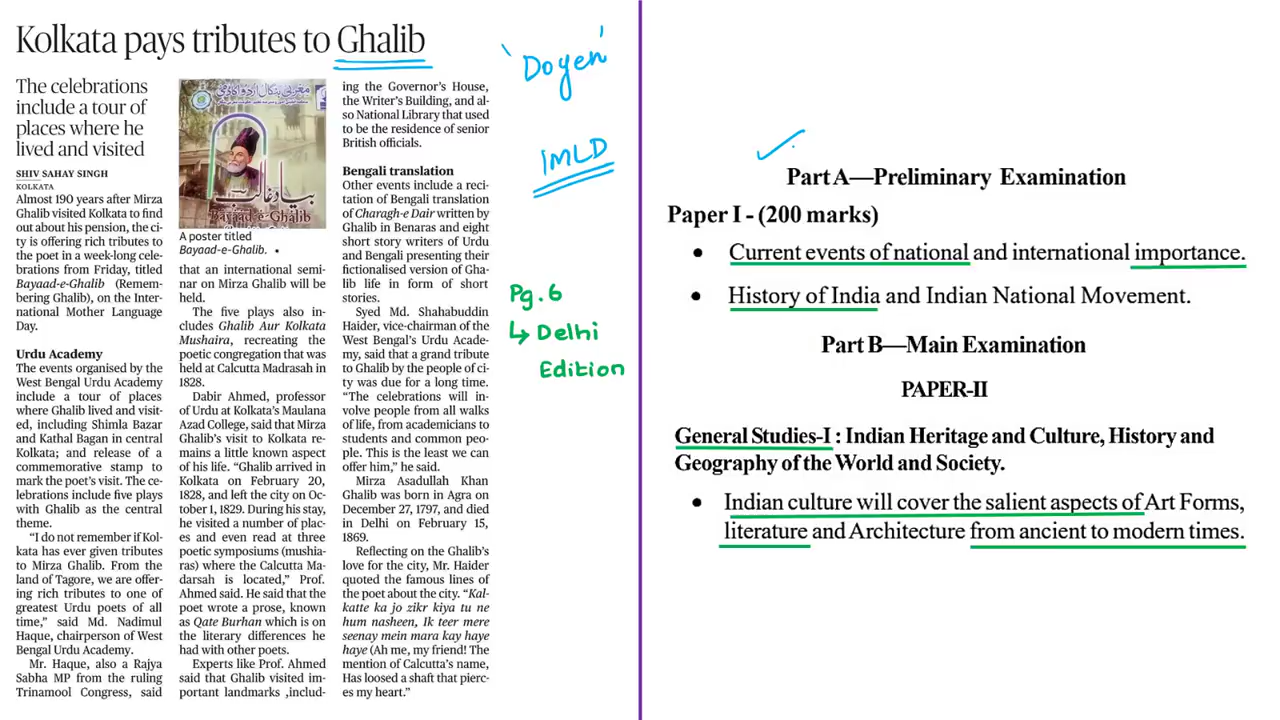 Kolkata pays tributes to Ghalib
The celebrations
include a tour of
places where he
lived and visited
SHIV SAHAY SINGH
KOLKATA
Almost 190 years after Mirza
Ghalib visited Kolkata to find
out about his pension, the ci-
ty is offering rich tributes to
the poet in a week-long cele-
brations from Friday, titled
Bayaad-e-Ghalib (Remem-
bering Ghalib), on the Inter-
national Mother Language
Day.
Urdu Academy
The events organised by the
West Bengal Urdu Academy
include a tour of places
where Ghalib lived and visit-
ed, including Shimla Bazar
and Kathal Bagan in central
Kolkata; and release of a
commemorative stamp to
mark the poet's visit. The ce-
lebrations include five plays
with Ghalib as the central
theme.
"I do not remember if Kol-
kata has ever given tributes
to Mirza Ghalib. From the
land of Tagore, we are offer-
ing rich tributes to one of
greatest Urdu poets of all
time," said Md. Nadimul
Haque, chairperson of West
Bengal Urdu Academy.
Mr. Haque, also a Rajya
Sabha MP from the ruling
Trinamool Congress, said
مغربی بنگال اردو اکاڈمی
بیاد غالب
Bayaad-e-Ghalib
A poster titled
Bayaad-e-Ghalib. •
that an international semi-
nar on Mirza Ghalib will be
held.
The five plays also in-
cludes Ghalib Aur Kolkata
Mushaira, recreating the
poetic congregation that was
held at Calcutta Madrasah in
1828.
Dabir Ahmed, professor
of Urdu at Kolkata's Maulana
Azad College, said that Mirza
Ghalib's visit to Kolkata re-
mains a little known aspect
of his life. "Ghalib arrived in
Kolkata on February 20,
1828, and left the city on Oc-
tober 1, 1829. During his stay,
he visited a number of plac-
es and even read at three
poetic symposiums (mushia-
ras) where the Calcutta Ma-
darsah is located," Prof.
Ahmed said. He said that the
poet wrote a prose, known
as Qate Burhan which is on
the literary differences he
had with other poets.
Experts like Prof. Ahmed
said that Ghalib visited im-
portant landmarks ,includ-
ing the Governor's House,
the Writer's Building, and al-
so National Library that used
to be the residence of senior
British officials.
Bengali translation
Other events include a reci-
tation of Bengali translation
of Charagh-e Dair written by
Ghalib in Benaras and eight
short story writers of Urdu
and Bengali presenting their
fictionalised version of Gha-
lib life in form of short
stories.
Syed Md. Shahabuddin
Haider, vice-chairman of the
West Bengal's Urdu Acade-
my, said that a grand tribute
to Ghalib by the people of ci-
ty was due for a long time.
"The celebrations will in-
volve people from all walks
of life, from academicians to
students and common peo-
ple. This is the least we can
offer him," he said.
Mirza Asadullah Khan
Ghalib was born in Agra on
December 27, 1797, and died
in Delhi on February 15,
1869.
Reflecting on the Ghalib's
love for the city, Mr. Haider
quoted the famous lines of
the poet about the city. "Kal-
katte ka jo zikr kiya tu ne
hum nasheen, Ik teer mere
seenay mein mara kay haye
haye (Ah me, my friend! The
mention of Calcutta's name,
Has loosed a shaft that pierc-
es my heart."
'Doyen'
IMLD
Pg. 6
↳ Delhi
Edition
Part A—Preliminary Examination
Paper I - (200 marks)
• Current events of national and international importance.
• History of India and Indian National Movement.
Part B—Main Examination
PAPER-II
General Studies-I : Indian Heritage and Culture, History and
Geography of the World and Society.
• Indian culture will cover the salient aspects of Art Forms,
literature and Architecture from ancient to modern times.